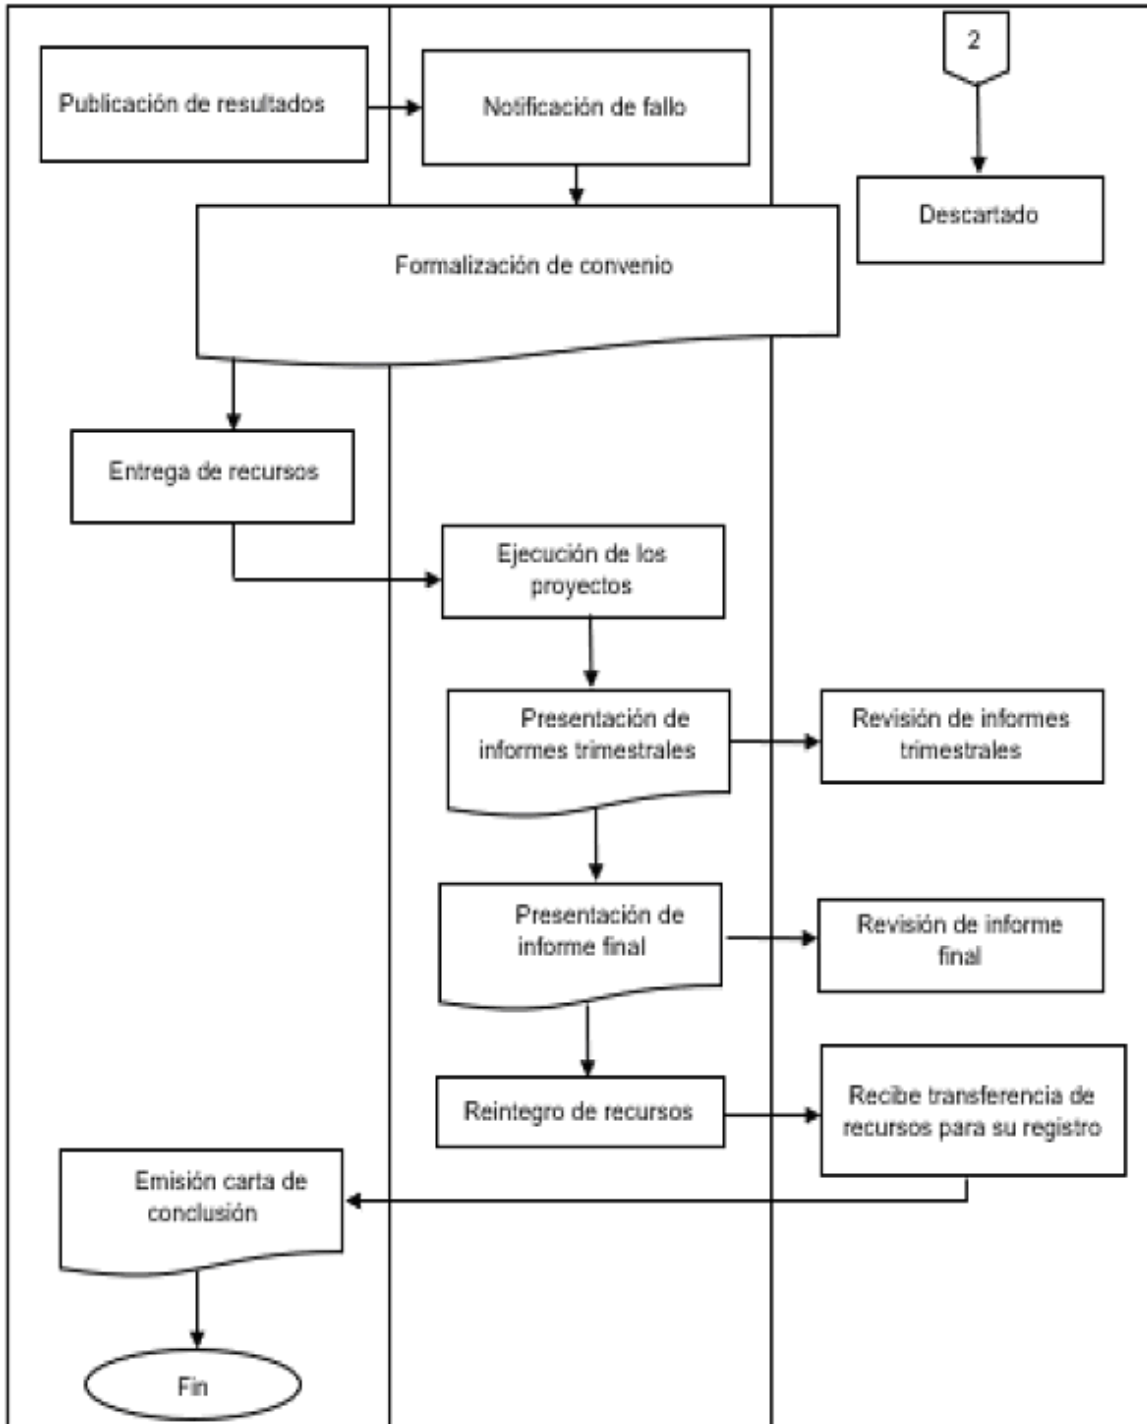 2
Publicación de resultados
Notificación de fallo
Descartado
Formalización de convenio
Entrega de recursos
Ejecución de los
proyectos
Presentación de
informes trimestrales
Revisión de informes
trimestrales
Presentación de
informe final
Revisión de informe
final
Reintegro de recursos
Recibe transferencia de
recursos para su registro
Emisión carta de
conclusión
Fin